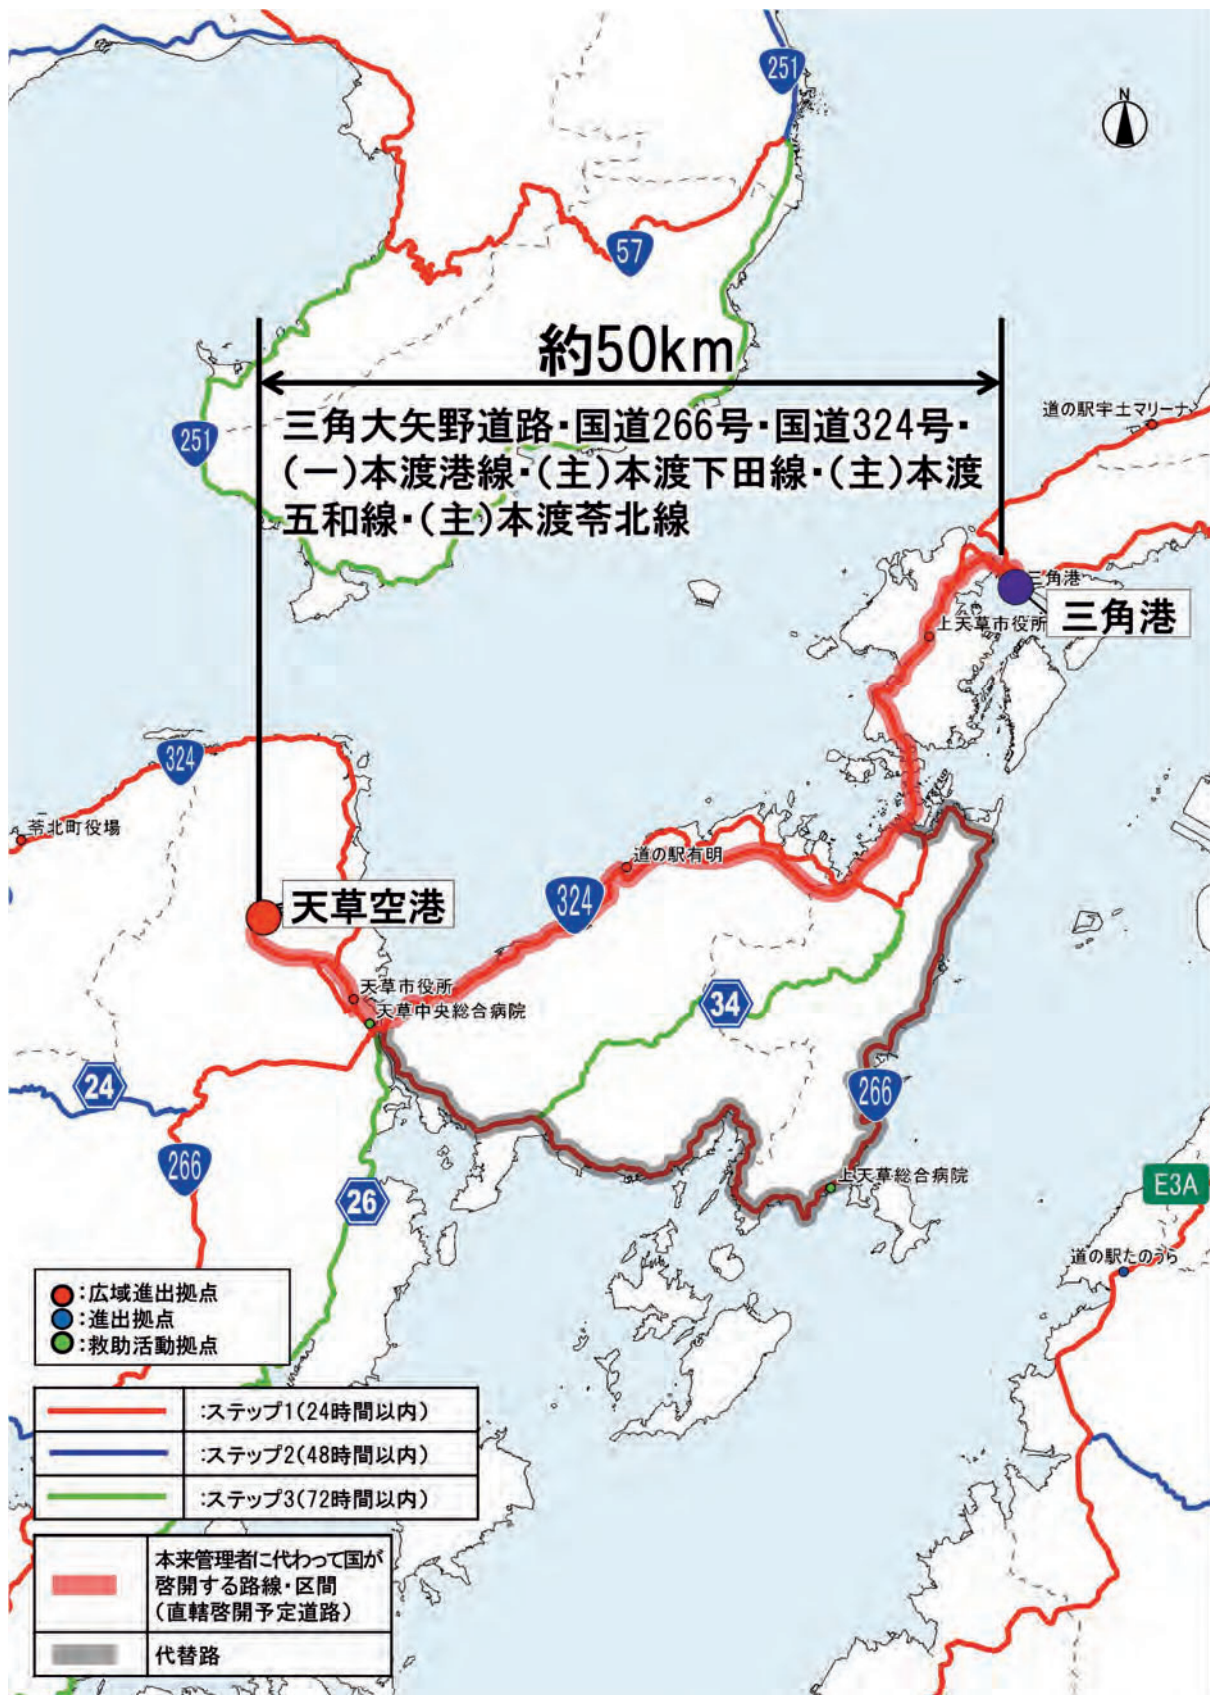 251
N
57
約50km
道の駅宇土マリーナ
251
三角大矢野道路・国道266号・国道324号・
(一)本渡港線・(主)本渡下田線・(主)本渡
五和線・(主)本渡苓北線
三角港
三角港
上天草市役所
324
苓北町役場
道の駅有明
324
天草空港
天草市役所
天草中央総合病院
34
24
266
266
26
上天草総合病院
E3A
道の駅たのうら
:広域進出拠点
:進出拠点
:救助活動拠点
:ステップ1(24時間以内)
:ステップ2(48時間以内)
:ステップ3(72時間以内)
本来管理者に代わって国が
啓開する路線・区間
(直轄啓開予定道路)
代替路